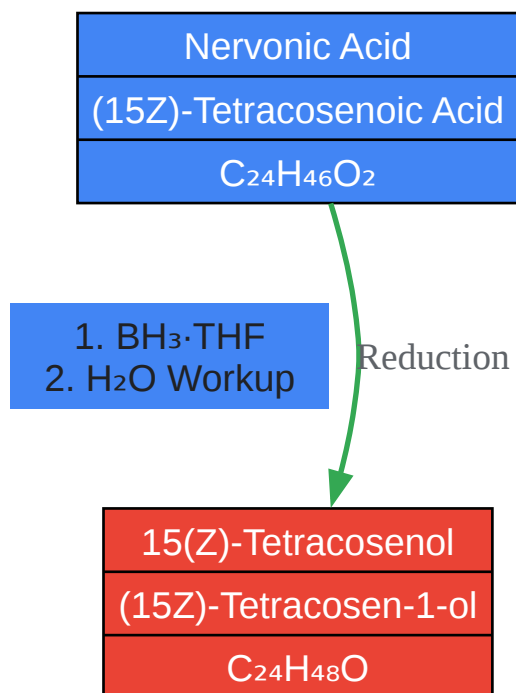 Nervonic Acid
(15Z)-Tetracosenoic Acid
C₂₄H₄₆O₂
1. BH₃·THF
2. H₂O Workup
Reduction
15(Z)-Tetracosenol
(15Z)-Tetracosen-1-ol
C₂₄H₄₈O